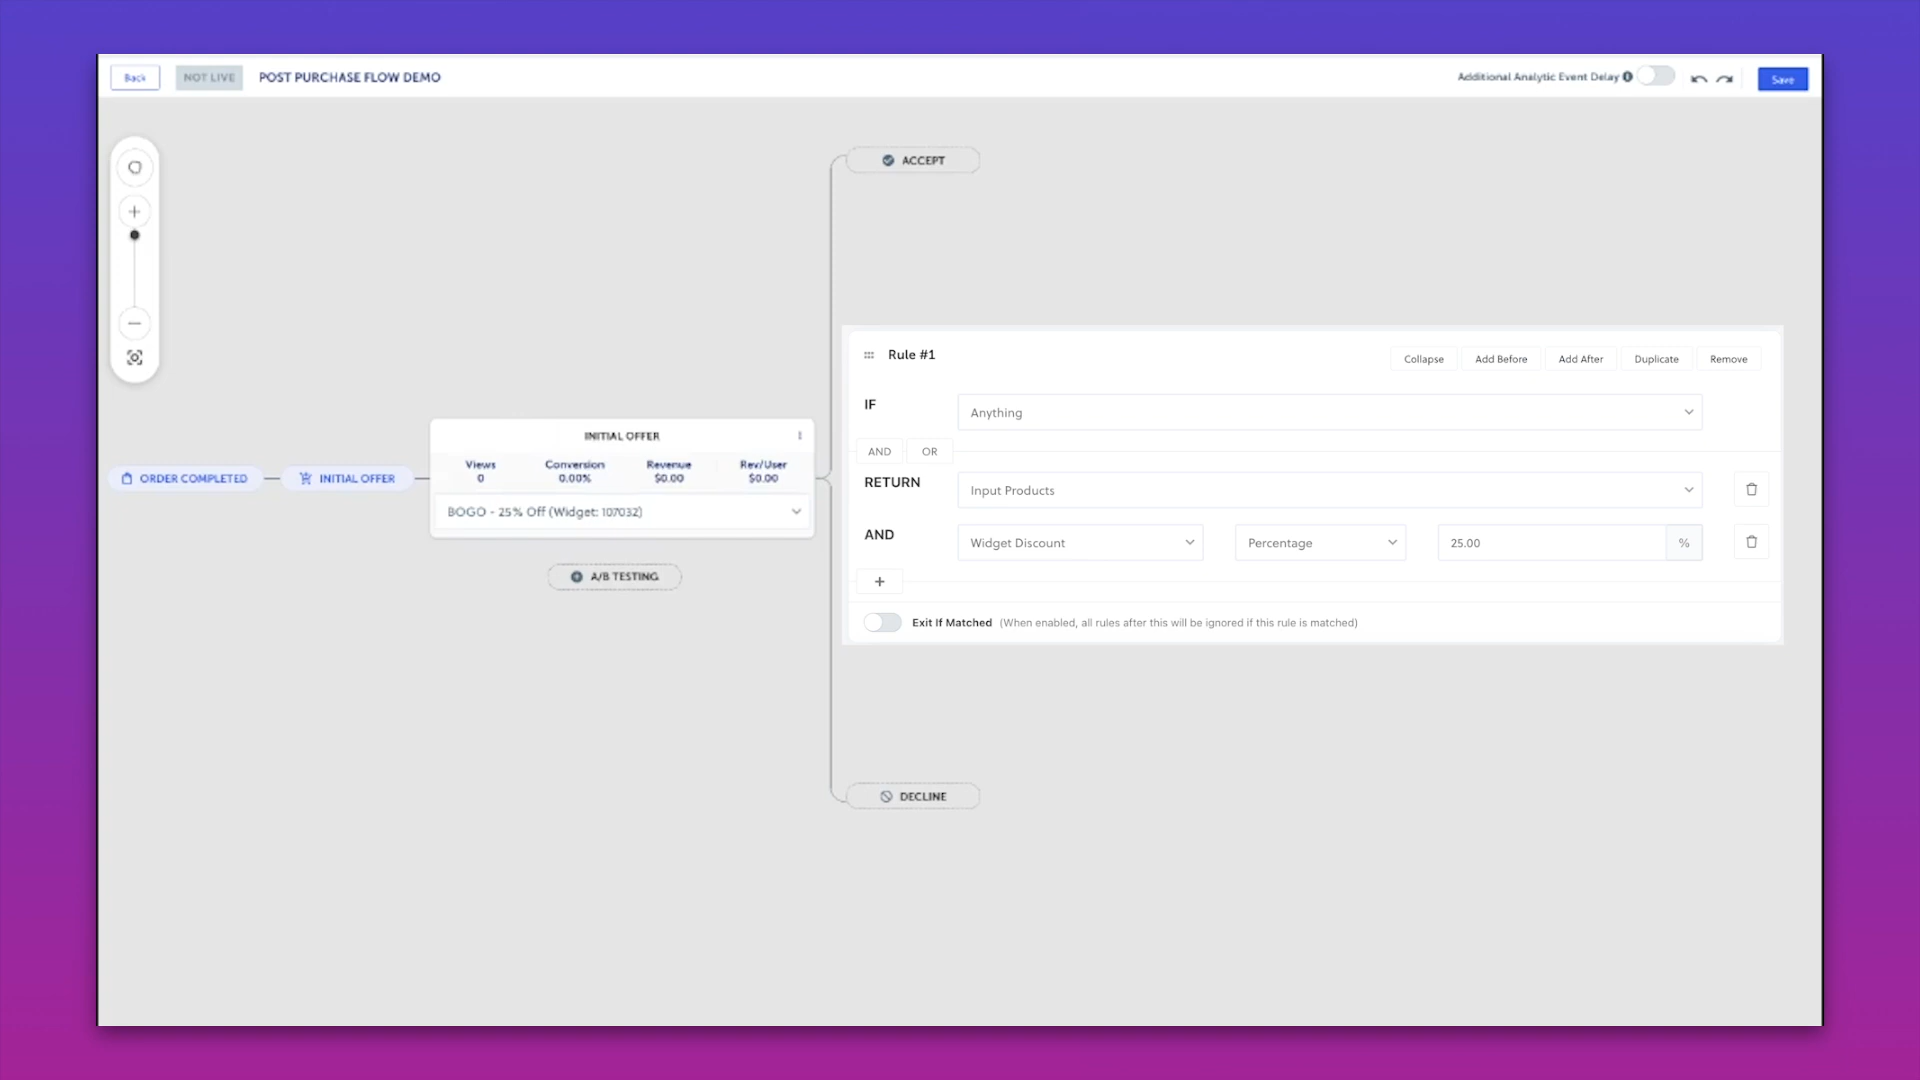 Back
NOT LIVE
POST PURCHASE FLOW DEMO
Additional Analytic Event Delay
Save
ACCEPT
Rule #1
Collapse
Add Before
Add After
Duplicate
Remove
IF
Anything
AND
OR
RETURN
Input Products
AND
Widget Discount
Percentage
25.00
%
+
Exit If Matched (When enabled, all rules after this will be ignored if this rule is matched)
ORDER COMPLETED
INITIAL OFFER
INITIAL OFFER
Views Conversion Revenue Rev/User
0 0.00% $0.00 $0.00
BOGO - 25% Off (Widget: 107032)
A/B TESTING
DECLINE